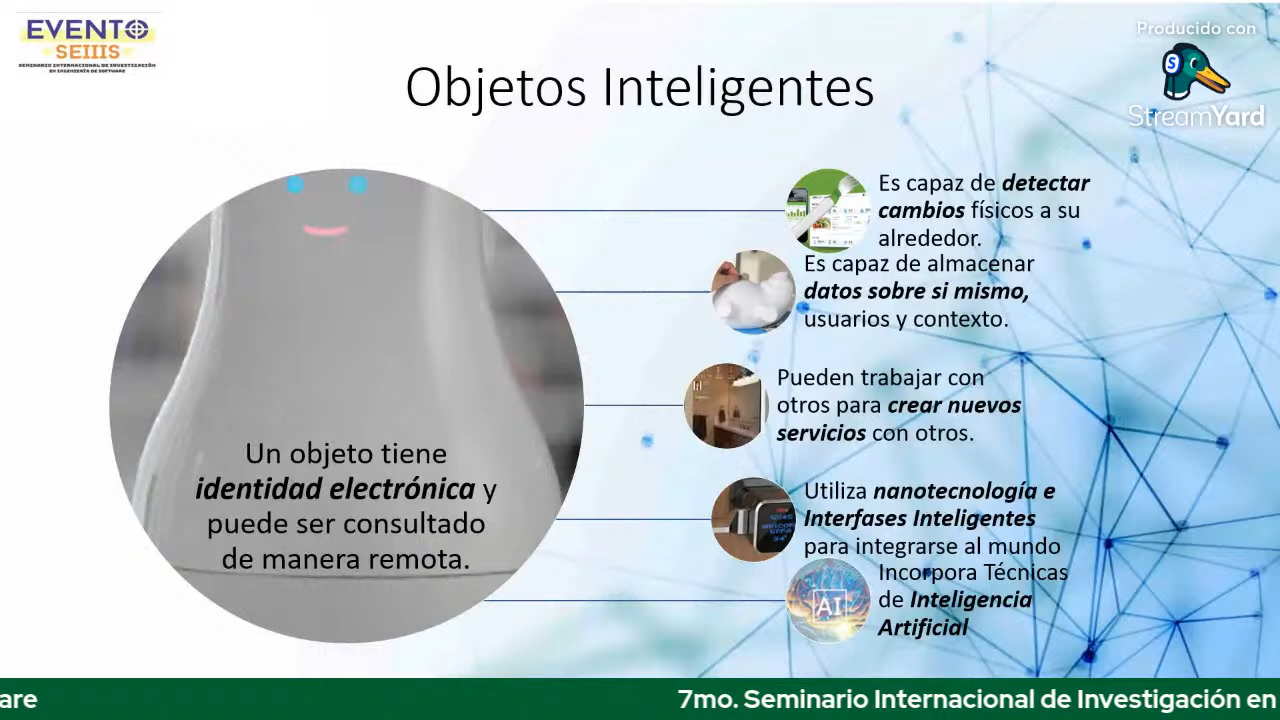 EVENTO
SEIIIS
SEMINARIO INTERNACIONAL DE INVESTIGACIÓN
EN INGENIERÍA DE SOFTWARE
Producido con
StreamYard
Objetos Inteligentes
Un objeto tiene
identidad electrónica y
puede ser consultado
de manera remota.
Es capaz de detectar
cambios físicos a su
alrededor.
Es capaz de almacenar
datos sobre si mismo,
usuarios y contexto.
Pueden trabajar con
otros para crear nuevos
servicios con otros.
Utiliza nanotecnología e
Interfases Inteligentes
para integrarse al mundo
Incorpora Técnicas
de Inteligencia
Artificial
AI
are
7mo. Seminario Internacional de Investigación en